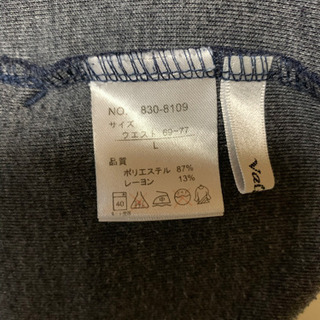 NO. 830-8109
サイズ
ウエスト 69-77
L
品質
ポリエステル 87%
レーヨン 13%
40